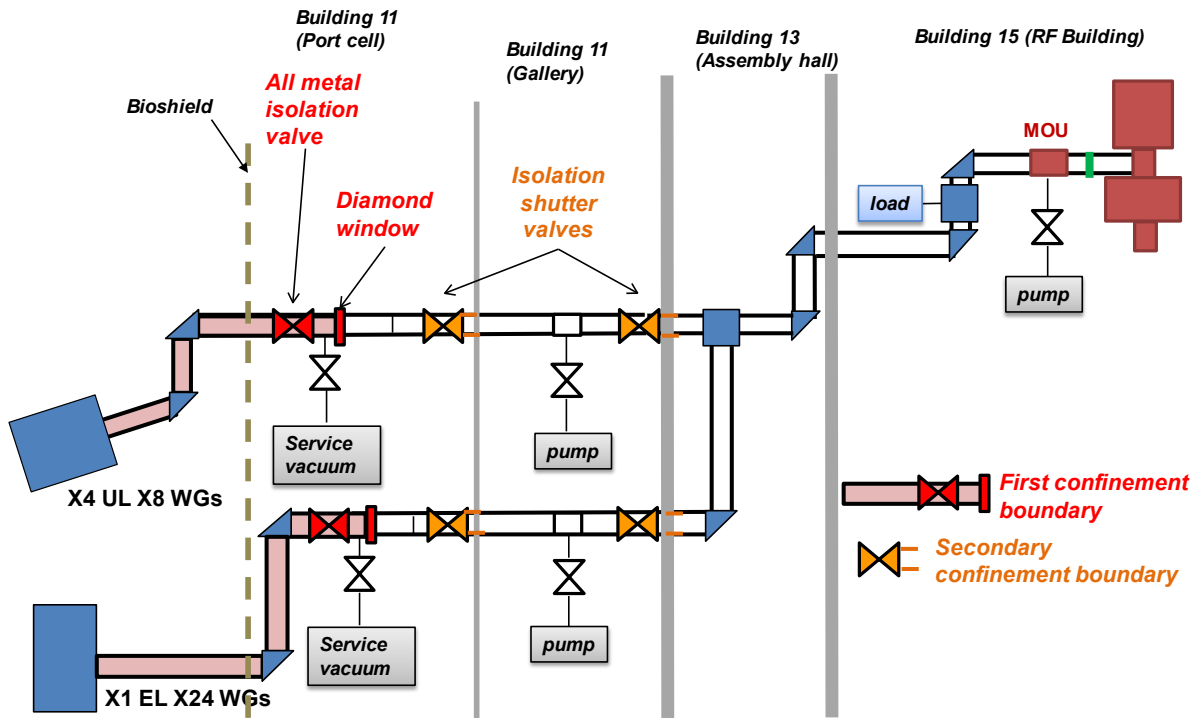 Building 11
(Port cell)
Building 11
(Gallery)
Building 13
(Assembly hall)
Building 15 (RF Building)
Bioshield
All metal
isolation
valve
Diamond
window
Isolation
shutter
valves
MOU
load
pump
Service
vacuum
pump
X4 UL X8 WGs
First confinement
boundary
Secondary
confinement boundary
Service
vacuum
pump
X1 EL X24 WGs